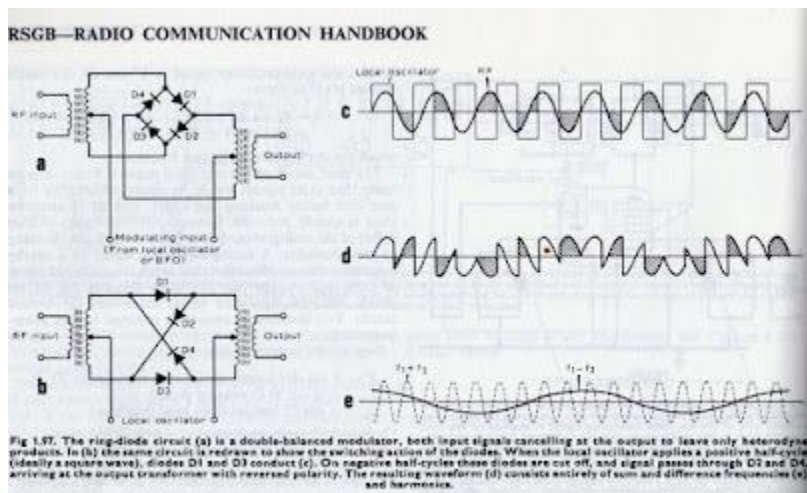 RSGB—RADIO COMMUNICATION HANDBOOK
D4
D1
RF input
D3
D2
Output
a
Modulating input
(From local oscillator
or BFO)
D1
D2
RF input
D4
Output
b
D3
Local oscillator
Local oscillator
RF
c
d
f1+f2
f1−f2
e
Fig 1.97. The ring-diode circuit (a) is a double-balanced modulator, both input signals cancelling at the output to leave only heterodyne
products. In (b) the same circuit is redrawn to show the switching action of the diodes. When the local oscillator applies a positive half-cycle
(ideally a square wave), diodes D1 and D3 conduct (c). On negative half-cycles these diodes are cut off, and signal passes through D2 and D4
arriving at the output transformer with reversed polarity. The resulting waveform (d) consists entirely of sum and difference frequencies (e)
and harmonics.